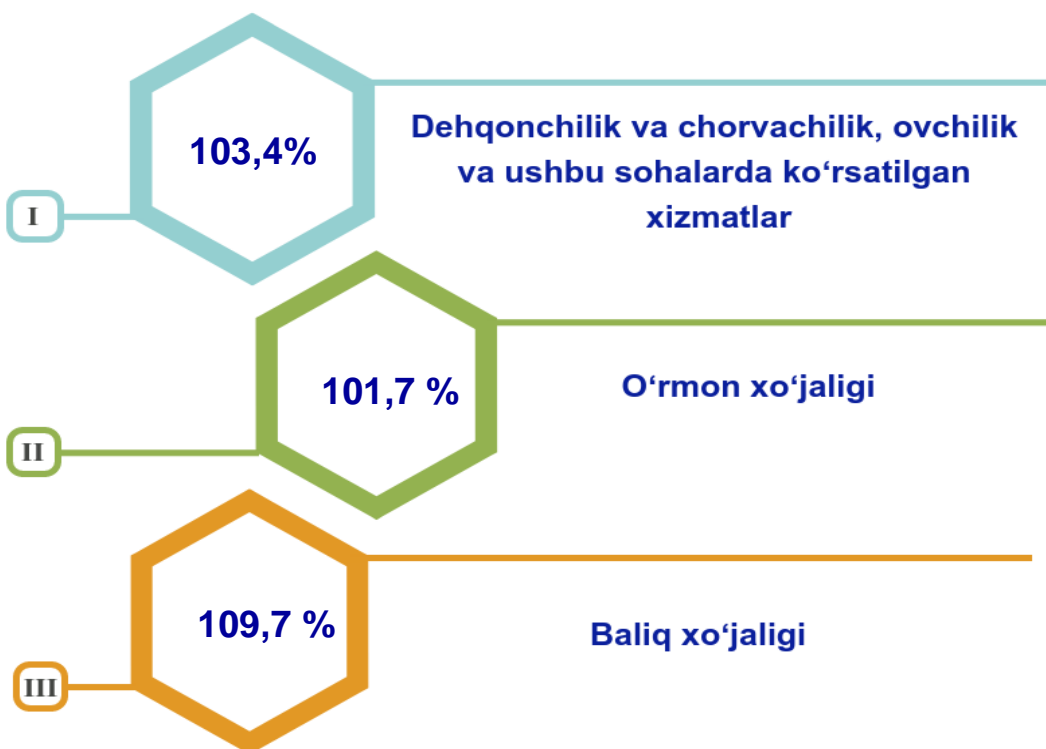 103,4%
Dehqonchilik va chorvachilik, ovchilik
va ushbu sohalarda ko‘rsatilgan
xizmatlar
I
101,7 %
O‘rmon xo‘jaligi
II
109,7 %
Baliq xo‘jaligi
III